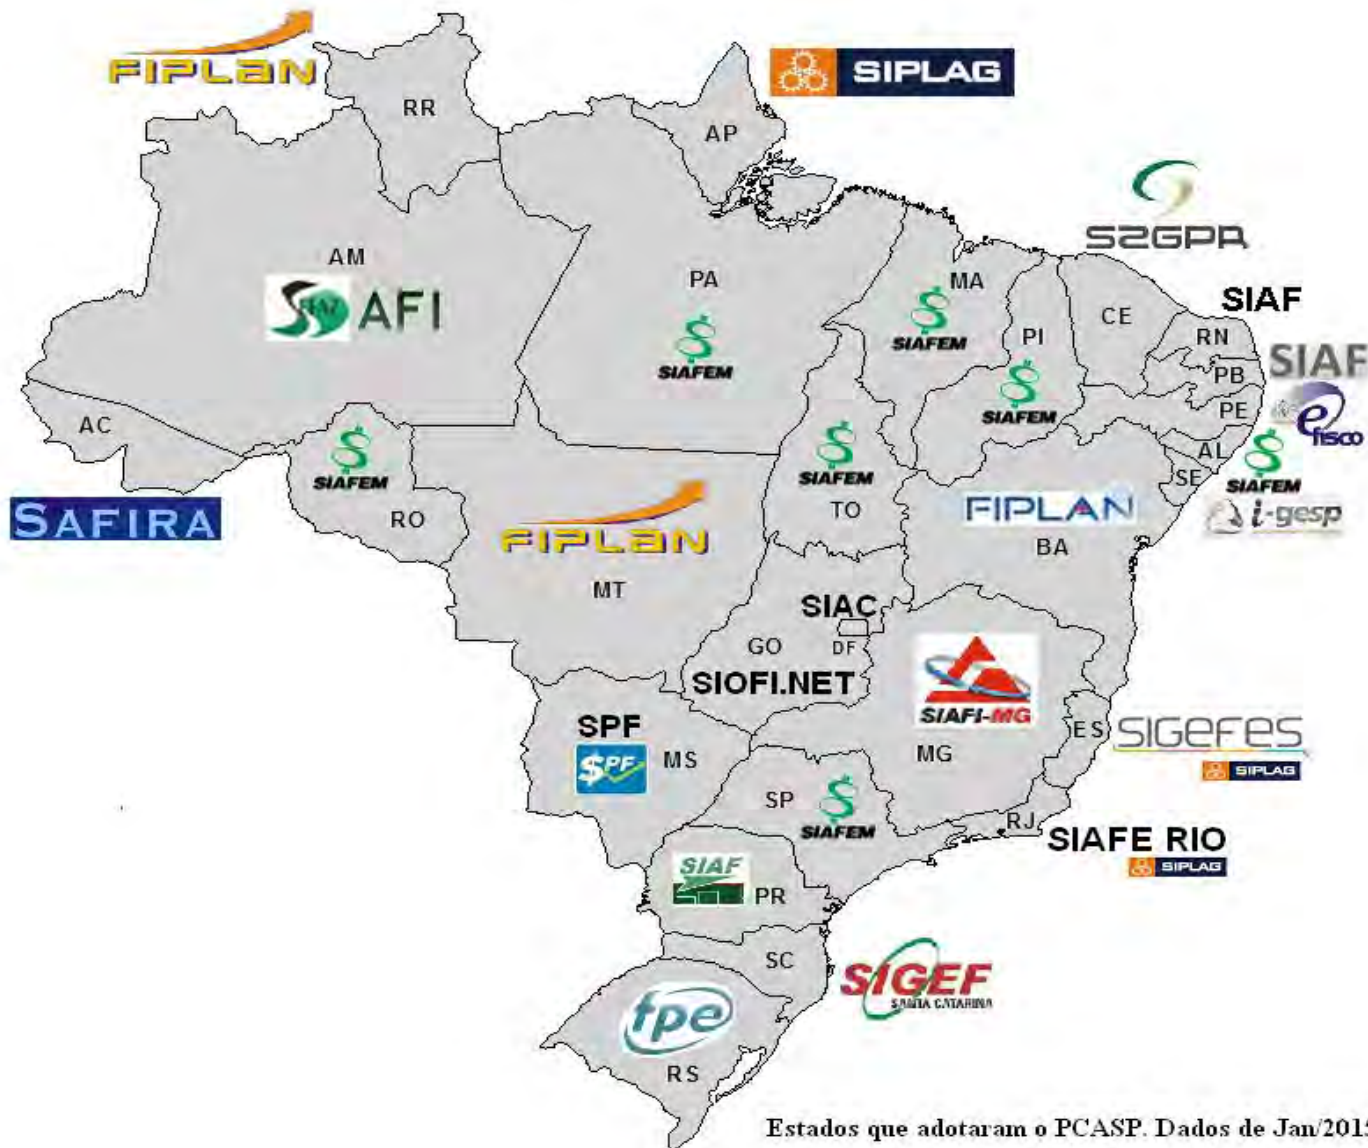 FIPLAN
SIPLAG
RR
AP
S2GPR
AM
AFI
PA
SIAFEM
MA
SIAFEM
PI
SIAFEM
CE
SIAF
RN
SIAF
PB
PE
e fisco
AL
SIAFEM
SE
i-gesp
AC
SAFIRA
SIAFEM
RO
FIPLAN
MT
SIAFEM
TO
FIPLAN
BA
SIAC
GO
DF
SIOFI.NET
SIAFI-MG
MG
ES
SIGEFES
SIPLAG
SPF
SPF
MS
SP
SIAFEM
RJ
SIAFE RIO
SIPLAG
SIAF
PR
SC
SIGEF
SANTA CATARINA
fpe
RS
Estados que adotaram o PCASP. Dados de Jan/201